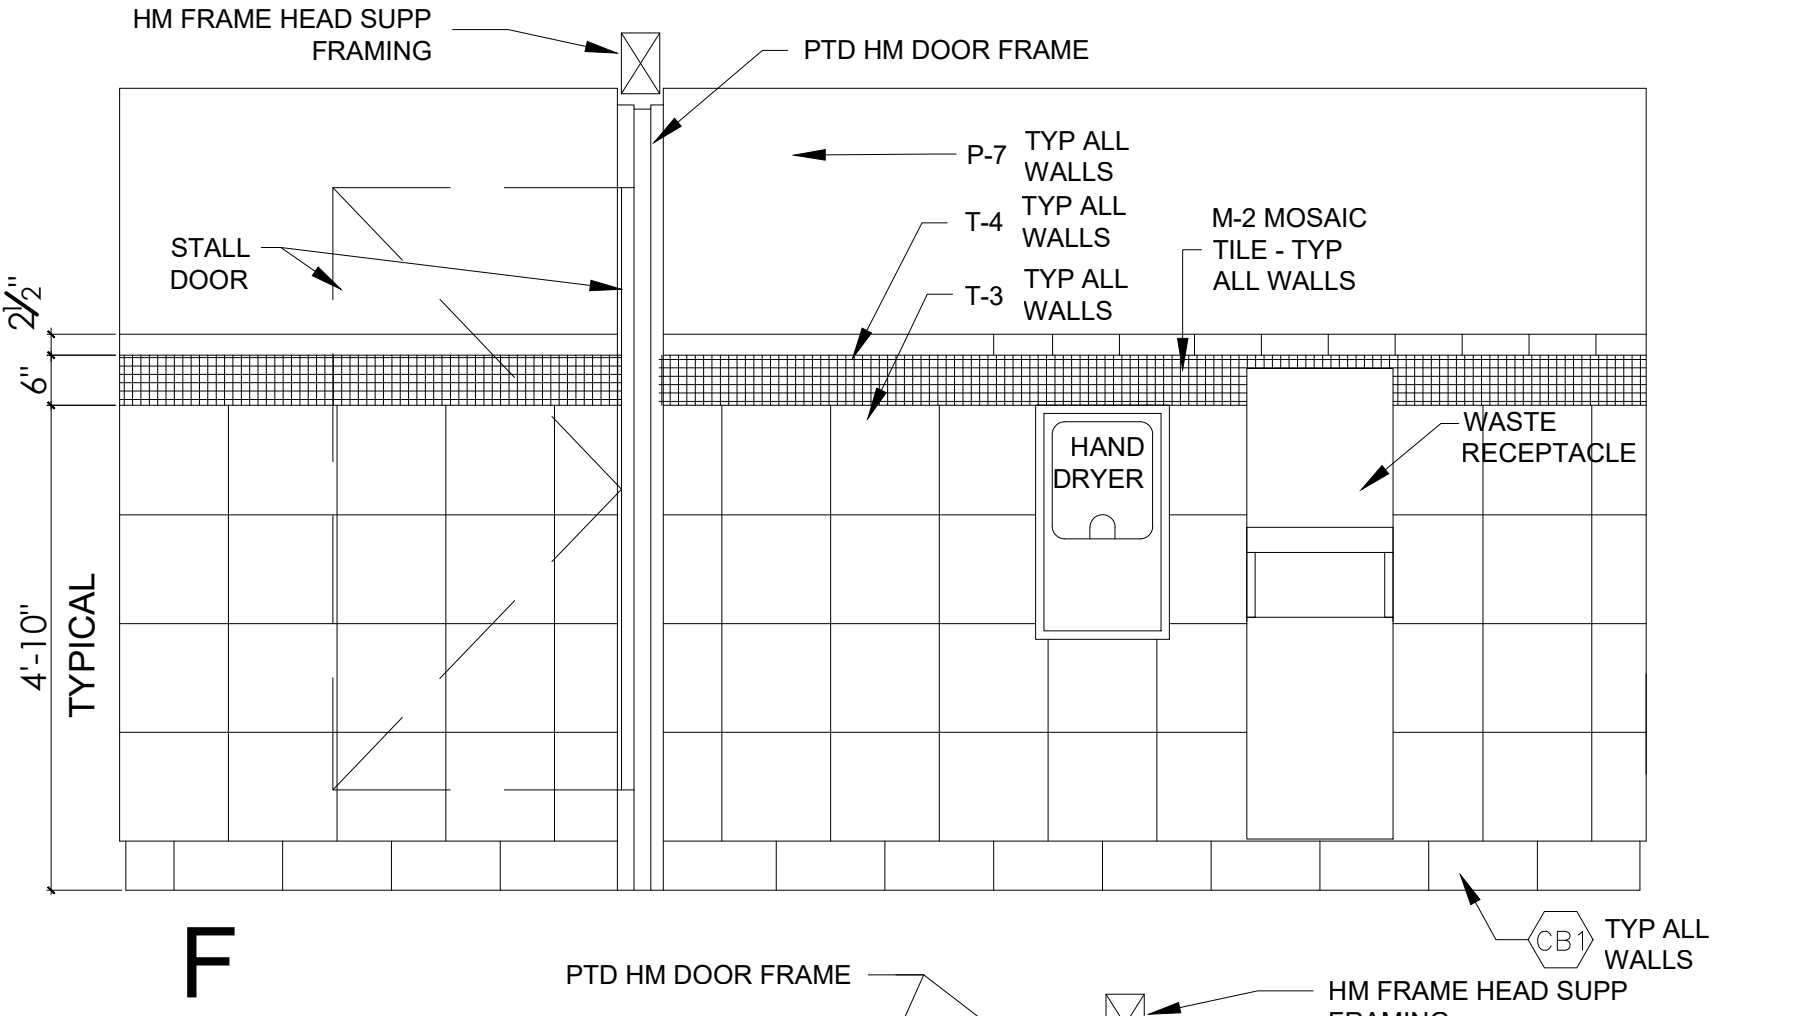 HM FRAME HEAD SUPP
FRAMING
PTD HM DOOR FRAME
P-7 TYP ALL
WALLS
T-4 TYP ALL
WALLS
T-3 TYP ALL
WALLS
M-2 MOSAIC
TILE - TYP
ALL WALLS
STALL
DOOR
2½"
6"
4'-10"
TYPICAL
HAND
DRYER
WASTE
RECEPTACLE
CB1 TYP ALL
WALLS
F
PTD HM DOOR FRAME
HM FRAME HEAD SUPP
FRAMING